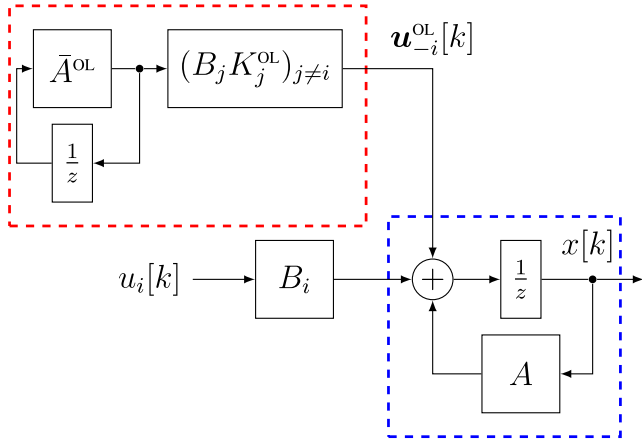 Ā^OL
(B_j K_j^OL)_{j≠i}
u_{-i}^OL[k]
1/z
u_i[k]
B_i
+
1/z
x[k]
A